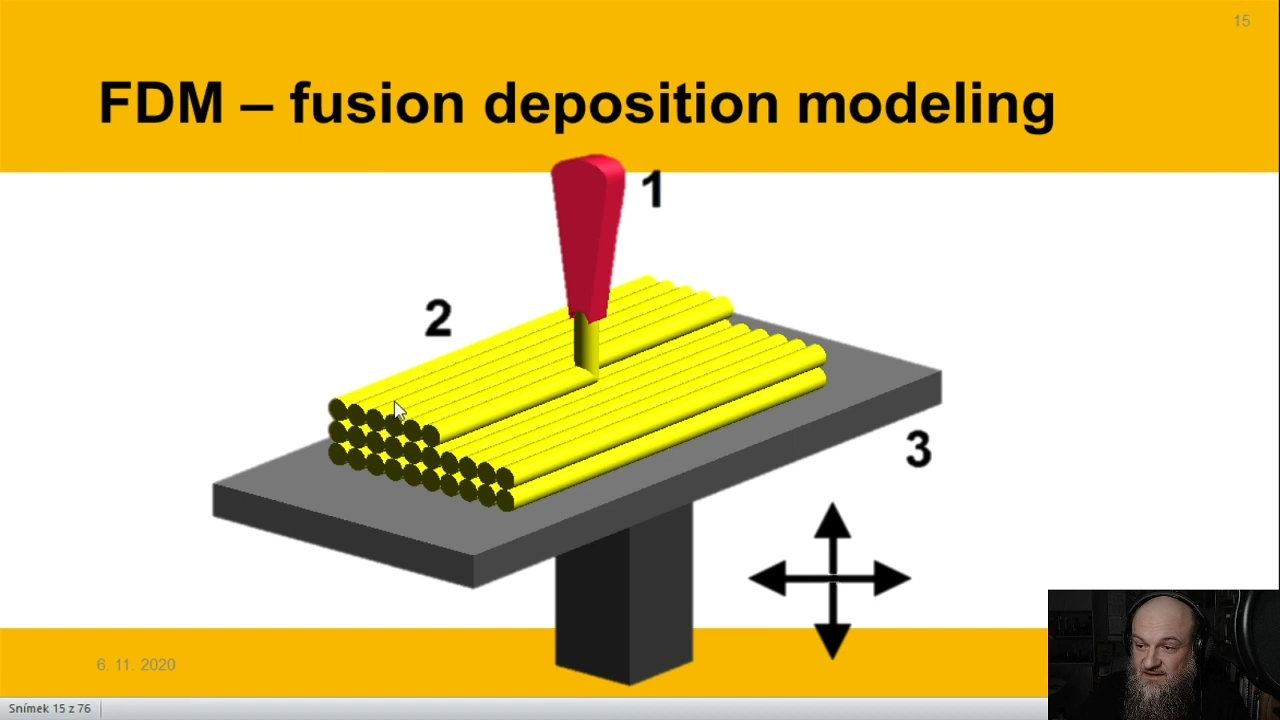 15
FDM – fusion deposition modeling
1
2
3
6. 11. 2020
Snímek 15 z 76